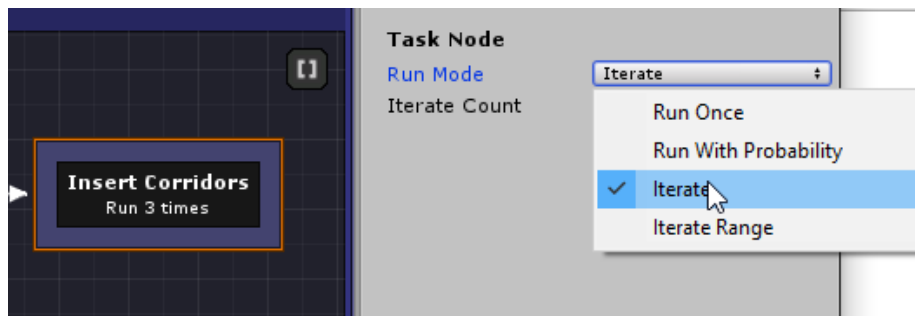 Task Node
Run Mode
Iterate
Iterate Count
Run Once
Run With Probability
Iterate
Iterate Range
Insert Corridors
Run 3 times